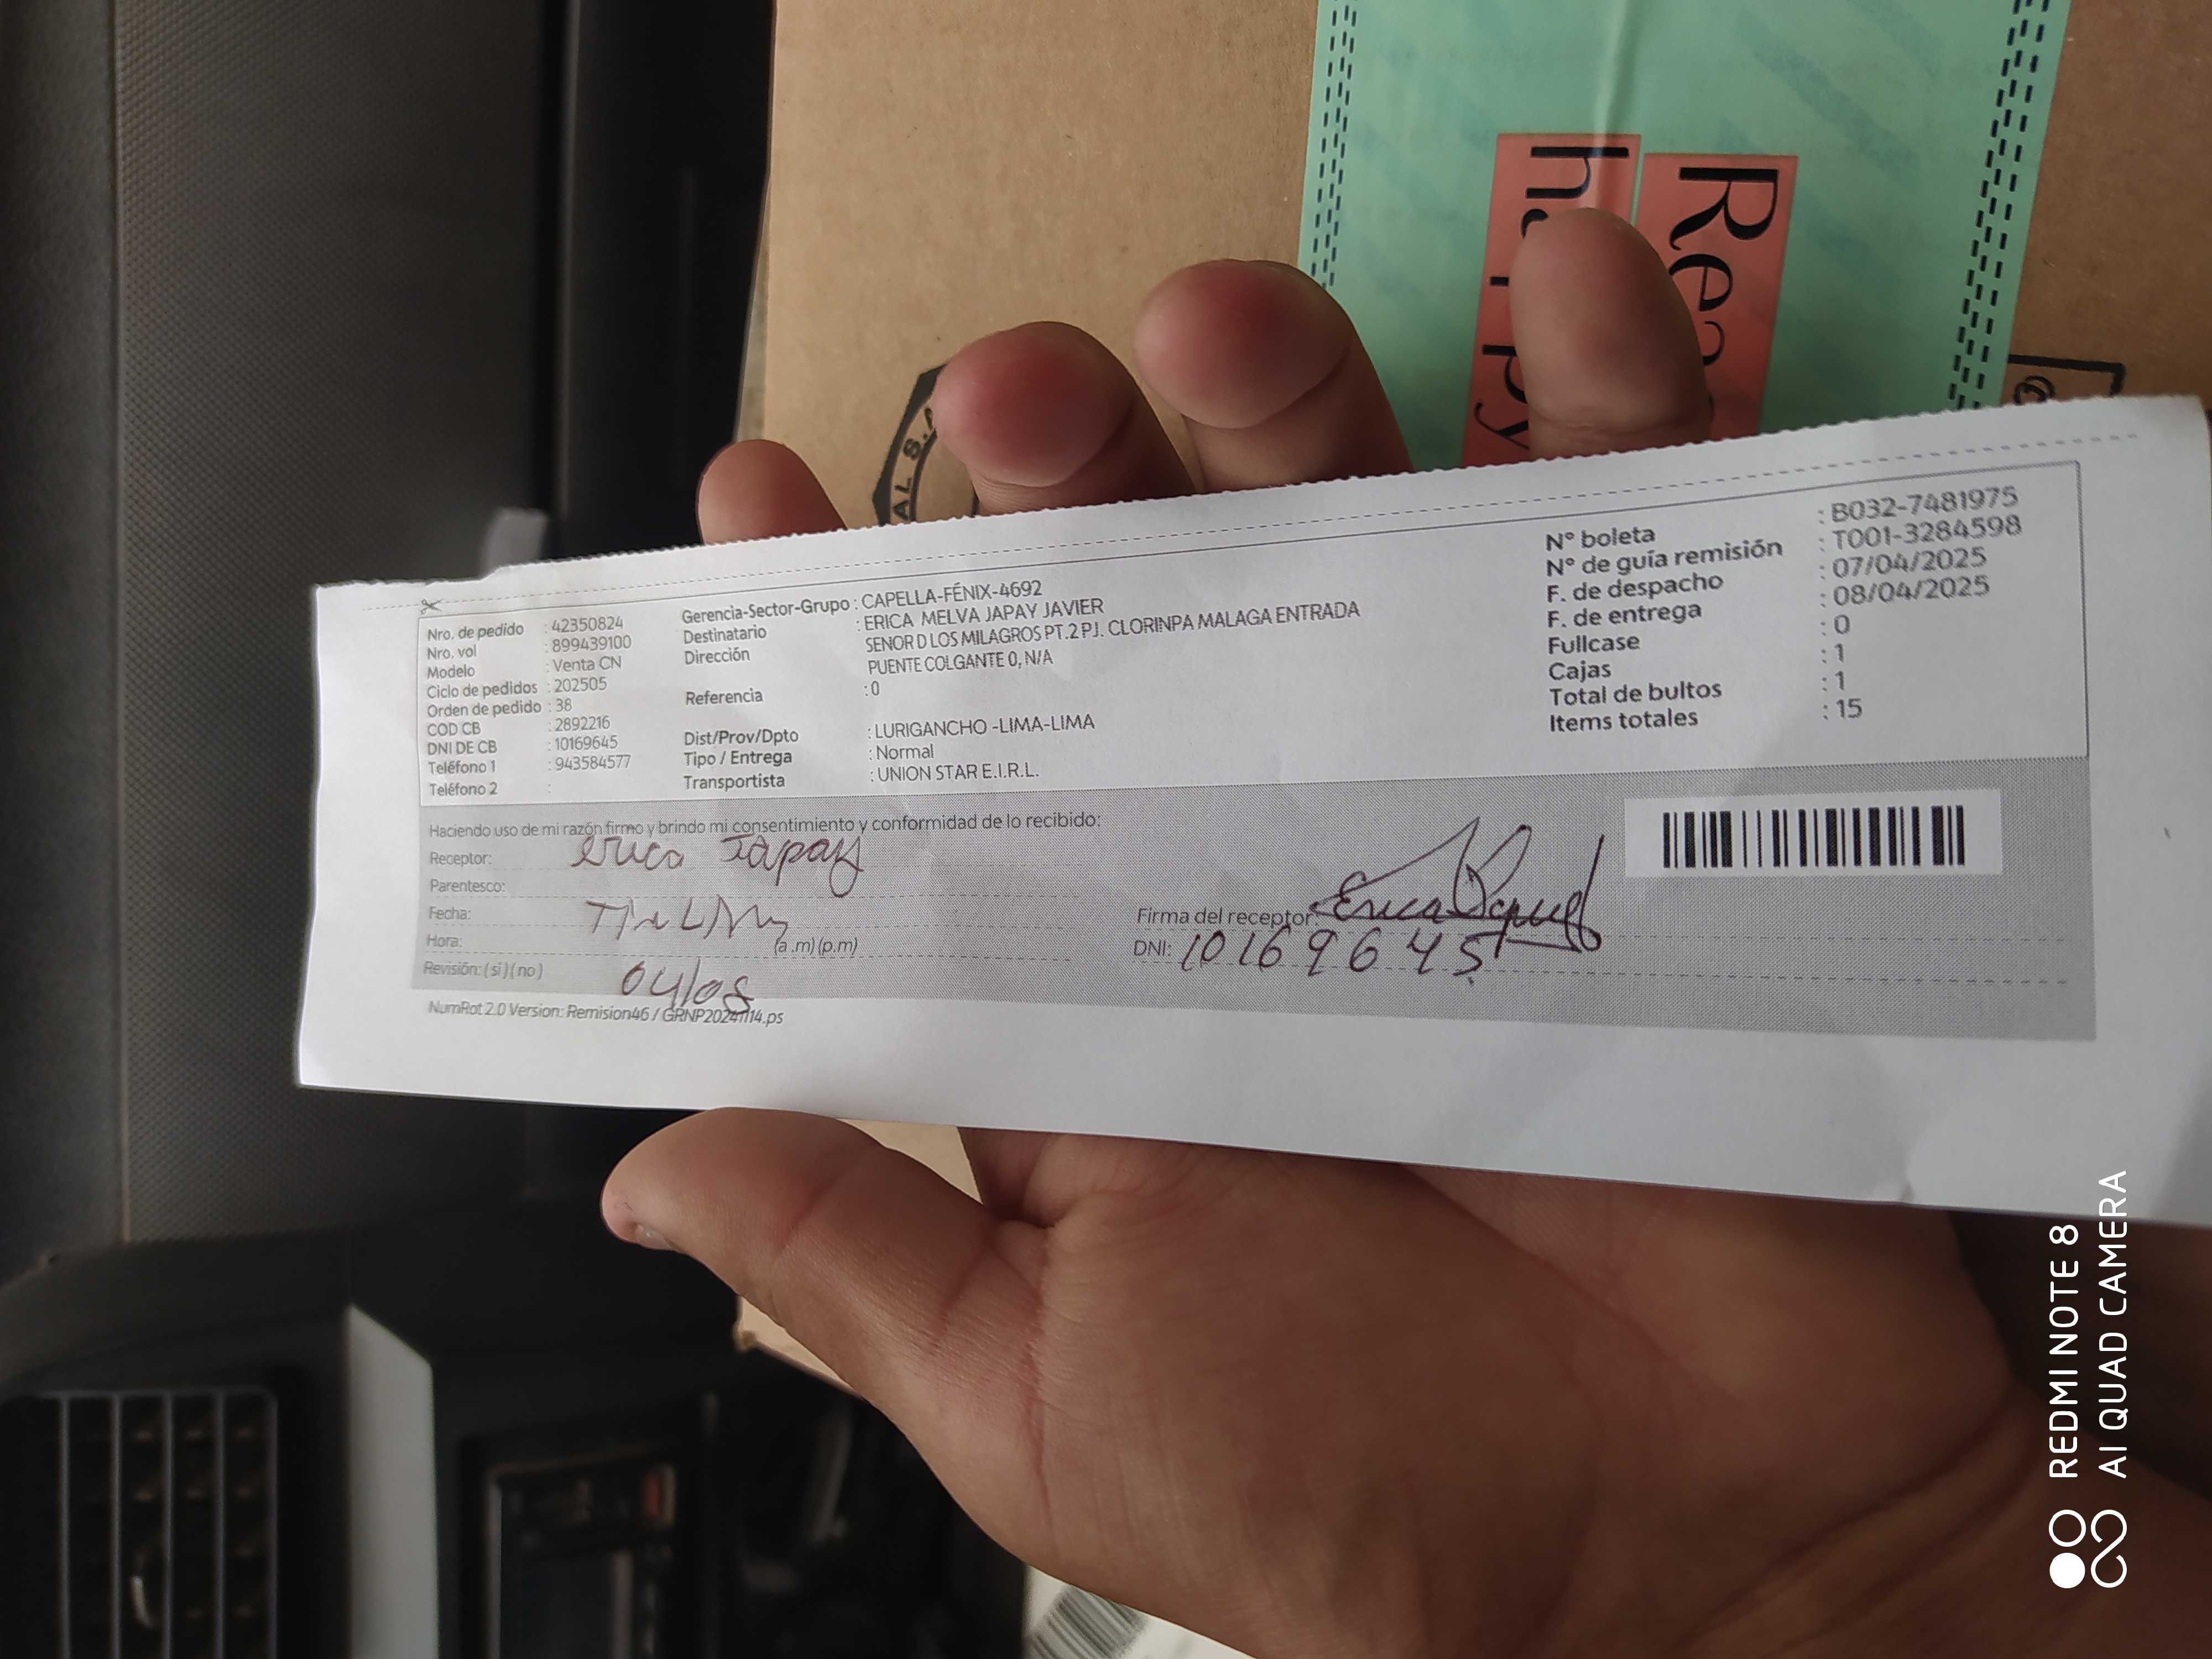 Re
h
AL S.A
Nro. de pedido : 42350824
Nro. vol : 899439100
Modelo : Venta CN
Ciclo de pedidos : 202505
Orden de pedido : 38
COD CB : 2892216
DNI DE CB : 10169645
Teléfono 1 : 943584577
Teléfono 2 :
Gerencia-Sector-Grupo : CAPELLA-FÉNIX-4692
Destinatario : ERICA MELVA JAPAY JAVIER
Dirección SENOR D LOS MILAGROS PT.2 PJ. CLORINPA MALAGA ENTRADA
PUENTE COLGANTE 0, N/A
Referencia : 0
Dist/Prov/Dpto : LURIGANCHO -LIMA-LIMA
Tipo / Entrega : Normal
Transportista : UNION STAR E.I.R.L.
N° boleta : B032-7481975
N° de guía remisión : T001-3284598
F. de despacho : 07/04/2025
F. de entrega : 08/04/2025
Fullcase : 0
Cajas : 1
Total de bultos : 1
Items totales : 15
Haciendo uso de mi razón firmo y brindo mi consentimiento y conformidad de lo recibido:
Receptor: Erica Japay
Parentesco:
Fecha:
Hora: (a .m) (p.m)
Revisión: ( si ) ( no ) 04/08
Firma del receptor: Erica
DNI: 10169645
NumRot 2.0 Version: Remision46 / GRNP20241114.ps
REDMI NOTE 8
AI QUAD CAMERA